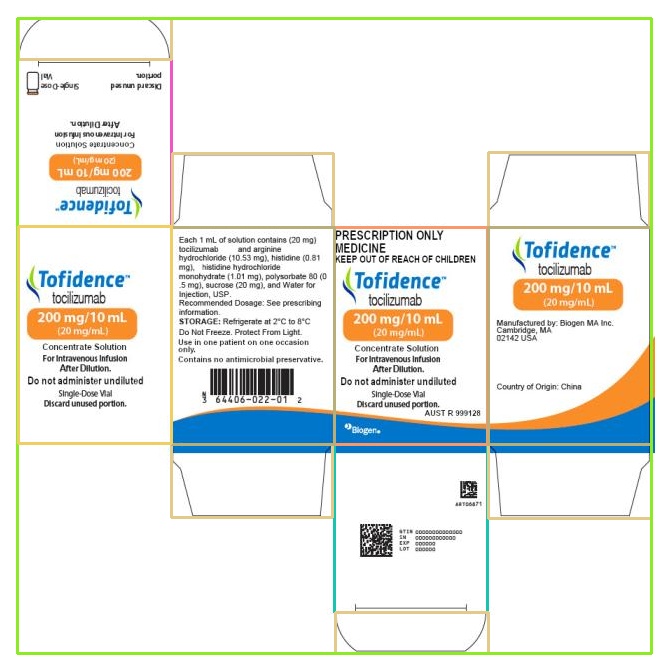 Discard unused
portion.
Single-Dose
Vial
Concentrate Solution
For Intravenous Infusion
After Dilution.
200 mg/10 mL
(20 mg/mL)
Tofidence™
tocilizumab
Tofidence™
tocilizumab
200 mg/10 mL
(20 mg/mL)
Concentrate Solution
For Intravenous Infusion
After Dilution.
Do not administer undiluted
Single-Dose Vial
Discard unused portion.
Each 1 mL of solution contains (20 mg)
tocilizumab and arginine
hydrochloride (10.53 mg), histidine (0.81
mg), histidine hydrochloride
monohydrate (1.01 mg), polysorbate 80 (0
.5 mg), sucrose (20 mg), and Water for
Injection, USP.
Recommended Dosage: See prescribing
information.
STORAGE: Refrigerate at 2°C to 8°C
Do Not Freeze. Protect From Light.
Use in one patient on one occasion
only.
Contains no antimicrobial preservative.
3 64406-022-01 2
PRESCRIPTION ONLY
MEDICINE
KEEP OUT OF REACH OF CHILDREN
Tofidence™
tocilizumab
200 mg/10 mL
(20 mg/mL)
Concentrate Solution
For Intravenous Infusion
After Dilution.
Do not administer undiluted
Single-Dose Vial
Discard unused portion.
AUST R 999128
Biogen®
Tofidence™
tocilizumab
200 mg/10 mL
(20 mg/mL)
Manufactured by: Biogen MA Inc.
Cambridge, MA
02142 USA
Country of Origin: China
ART06871
GTIN 00000000000000
SN 000000000000
EXP 000000
LOT 000000